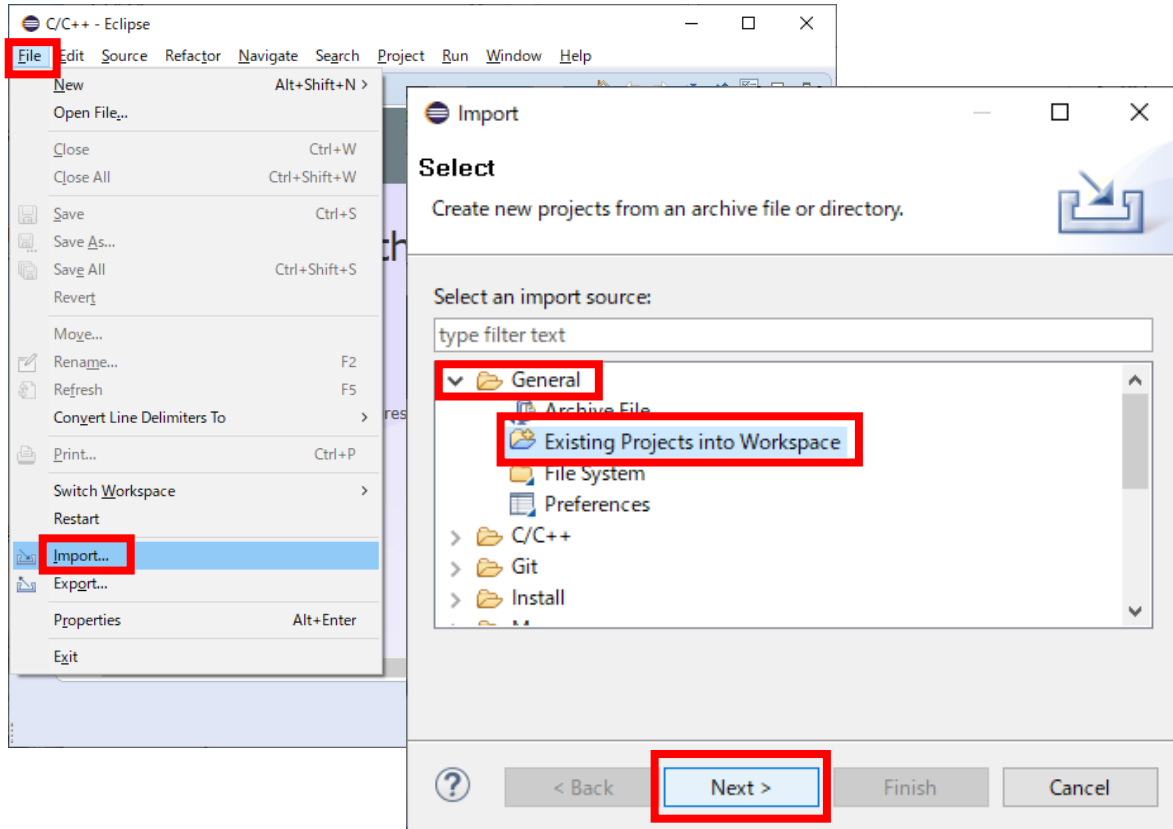 C/C++ - Eclipse
File Edit Source Refactor Navigate Search Project Run Window Help
New Alt+Shift+N >
Open File...
Close Ctrl+W
Close All Ctrl+Shift+W
Save Ctrl+S
Save As...
Save All Ctrl+Shift+S
Revert
Move...
Rename... F2
Refresh F5
Convert Line Delimiters To >
Print... Ctrl+P
Switch Workspace >
Restart
Import...
Export...
Properties Alt+Enter
Exit
th
res
Import
Select
Create new projects from an archive file or directory.
Select an import source:
type filter text
General
Archive File
Existing Projects into Workspace
File System
Preferences
C/C++
Git
Install
? < Back Next > Finish Cancel